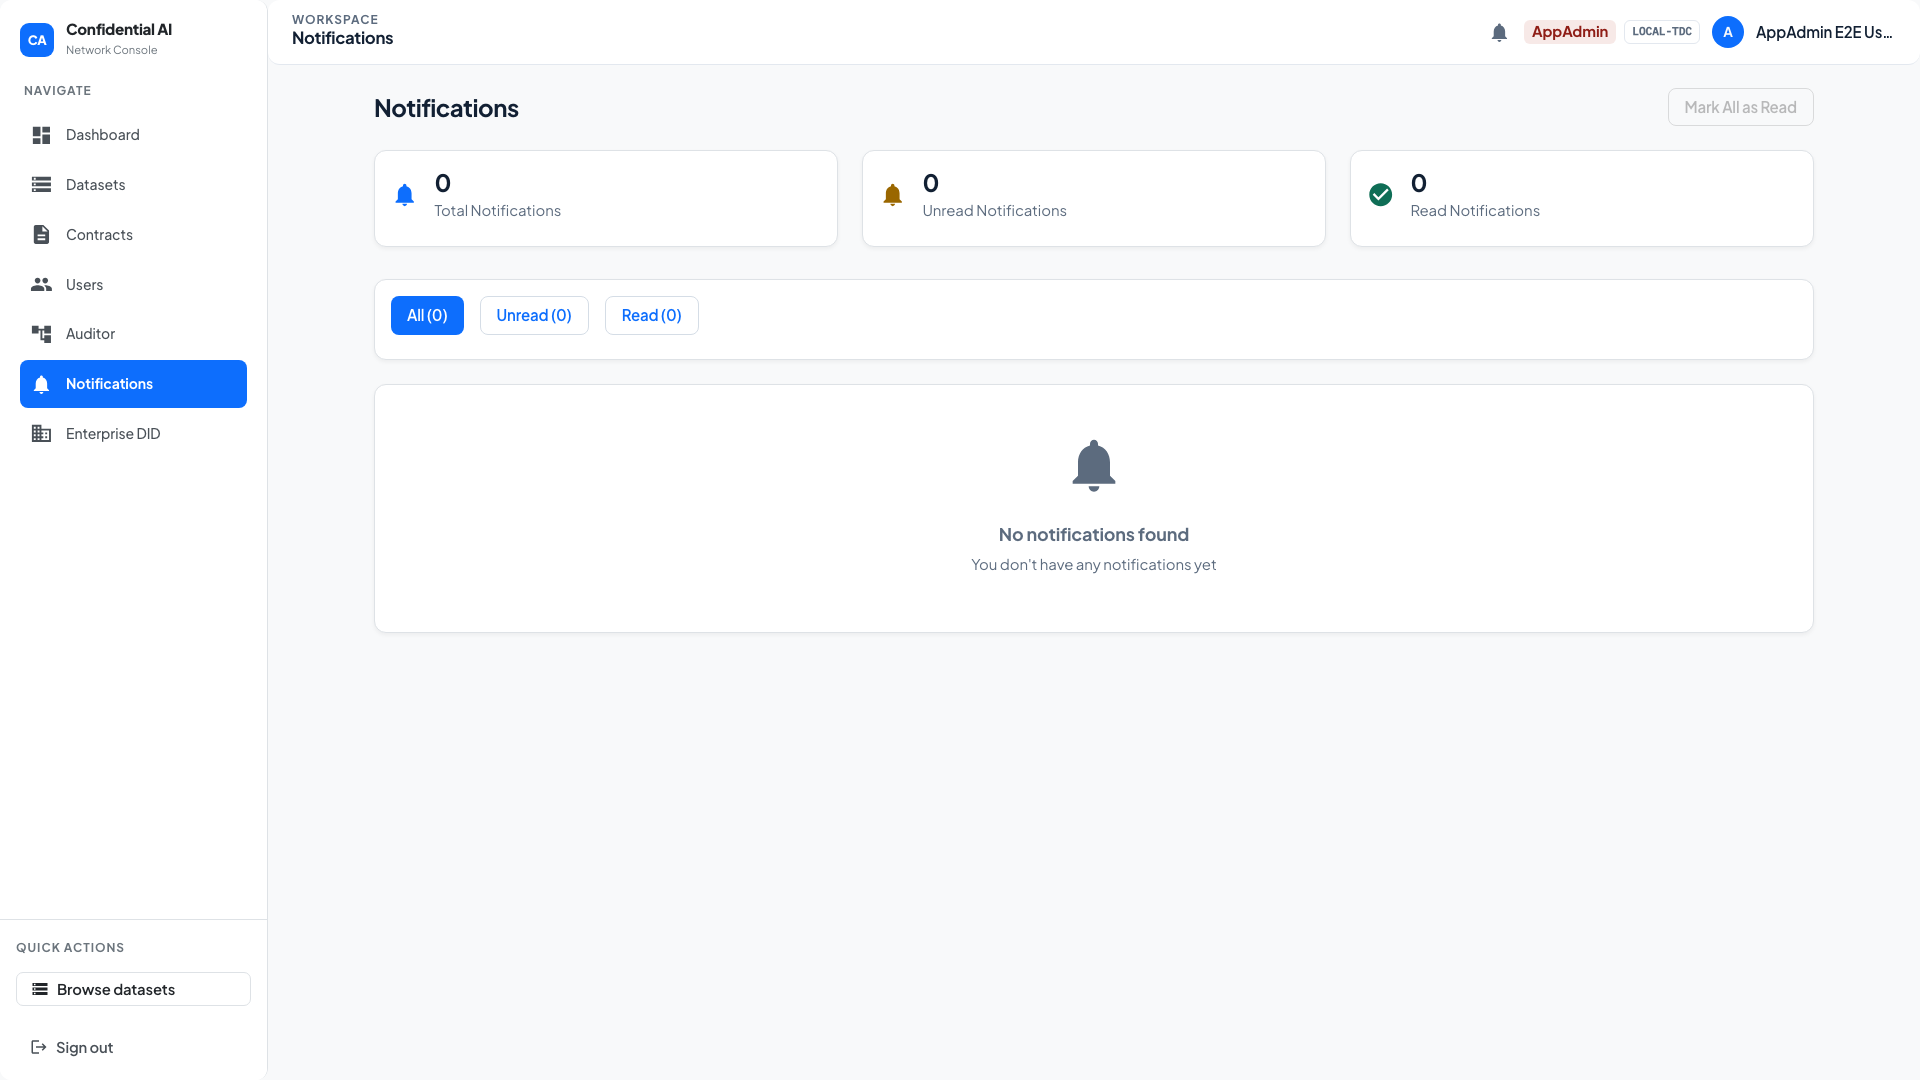 CA
Confidential AI
Network Console
NAVIGATE
Dashboard
Datasets
Contracts
Users
Auditor
Notifications
Enterprise DID
QUICK ACTIONS
Browse datasets
Sign out
WORKSPACE
Notifications
AppAdmin
LOCAL-TDC
A
AppAdmin E2E Us...
Notifications
Mark All as Read
0
Total Notifications
0
Unread Notifications
0
Read Notifications
All (0)
Unread (0)
Read (0)
No notifications found
You don't have any notifications yet